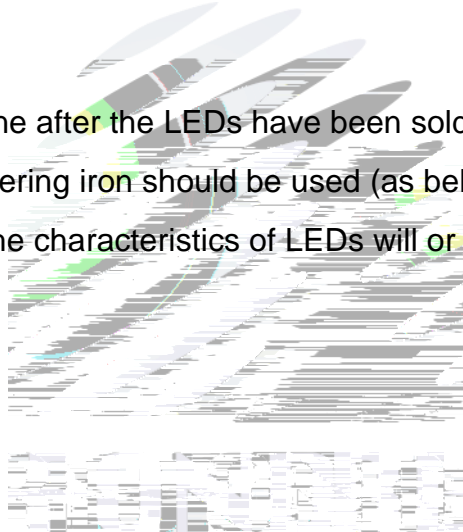 ne after the LEDs have been sold
ering iron should be used (as bel
ne characteristics of LEDs will or